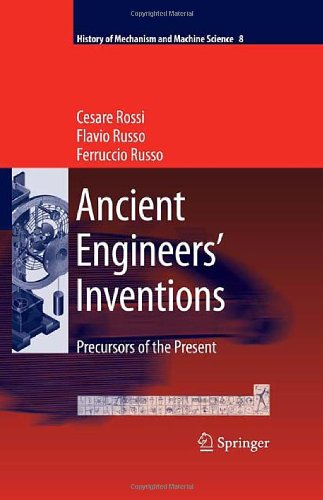 History of Mechanism and Machine Science 8
Cesare Rossi
Flavio Russo
Ferruccio Russo
Ancient
Engineers'
Inventions
Precursors of the Present
Springer